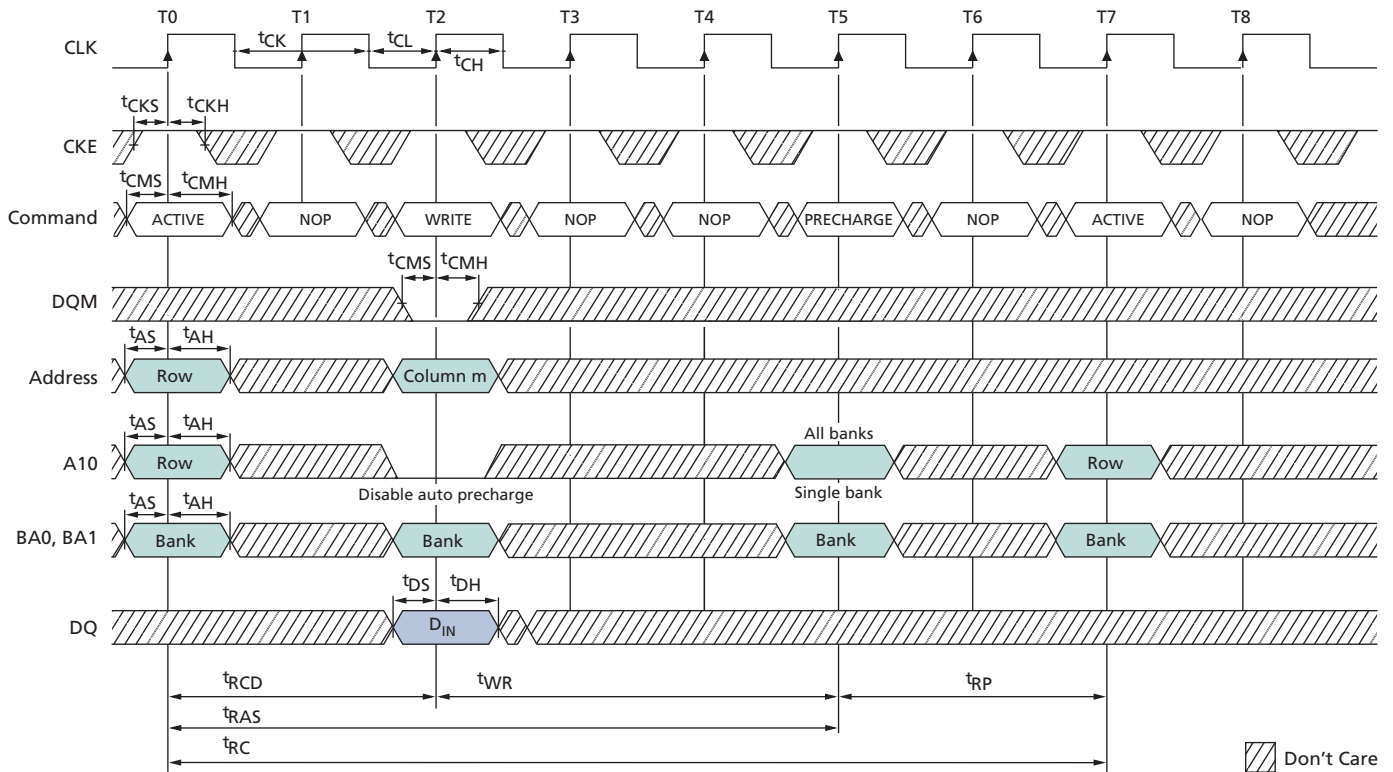 T0 T1 T2 T3 T4 T5 T6 T7 T8
CLK
tCK tCL
tCH
tCKS tCKH
CKE
tCMS tCMH
Command ACTIVE NOP WRITE NOP NOP PRECHARGE NOP ACTIVE NOP
tCMS tCMH
DQM
tAS tAH
Address Row Column m
tAS tAH
All banks
A10 Row Row
Disable auto precharge Single bank
tAS tAH
BA0, BA1 Bank Bank Bank Bank
tDS tDH
DQ DIN
tRCD tWR tRP
tRAS
tRC
Don't Care